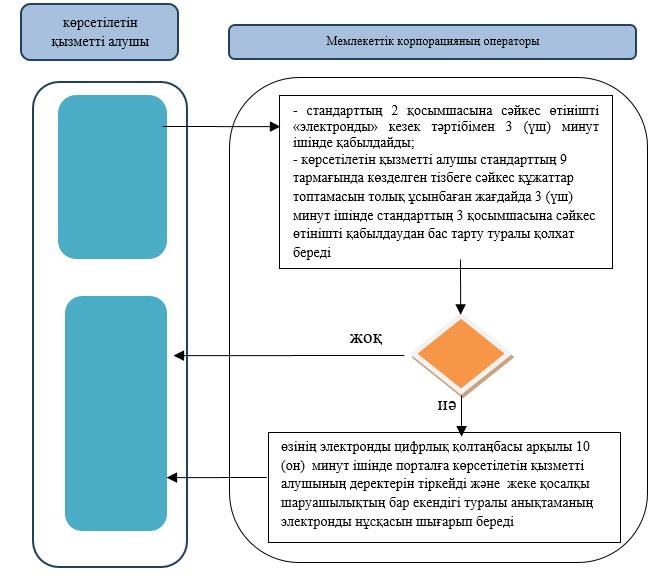 көрсетілетін
қызметті алушы
Мемлекеттік корпорацияның операторы
- стандарттың 2 қосымшасына сәйкес өтінішті
«электронды» кезек тәртібімен 3 (үш) минут
ішінде қабылдайды;
- көрсетілетін қызметті алушы стандарттың 9
тармағында көзделген тізбеге сәйкес құжаттар
топтамасын толық ұсынбаған жағдайда 3 (үш)
минут ішінде стандарттың 3 қосымшасына сәйкес
өтінішті қабылдаудан бас тарту туралы қолхат
береді
жоқ
иә
өзінің электронды цифрлық қолтаңбасы арқылы 10
(он) минут ішінде порталға көрсетілетін қызметті
алушының деректерін тіркейді және жеке қосалқы
шаруашылықтың бар екендігі туралы анықтаманың
электронды нұсқасын шығарып береді